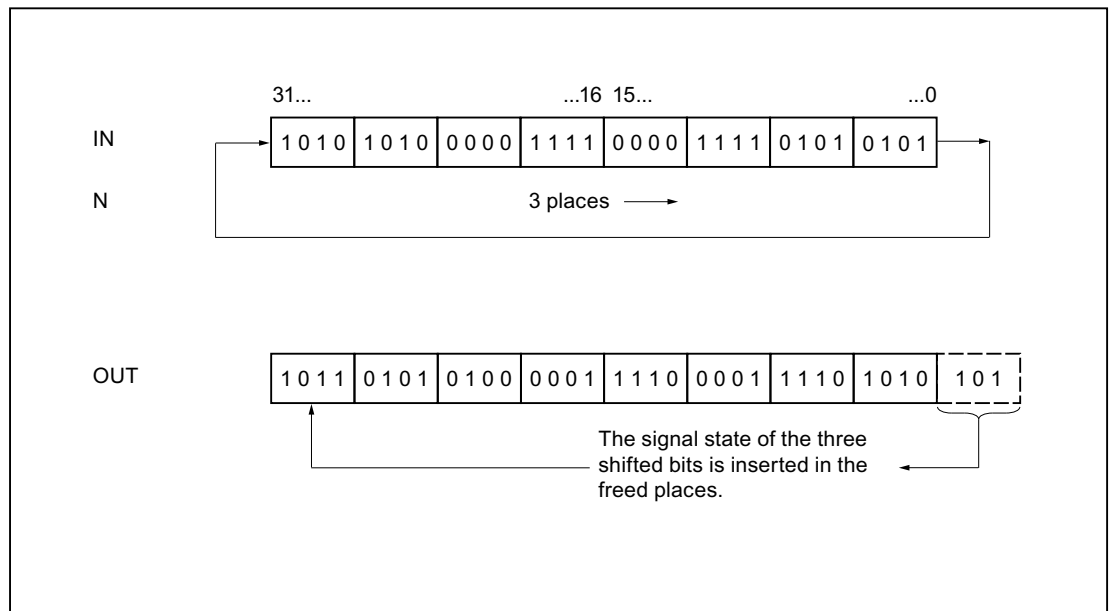 31... ...16 15... ...0
IN 1010 1010 0000 1111 0000 1111 0101 0101
N 3 places
OUT 1011 0101 0100 0001 1110 0001 1110 1010 101
The signal state of the three
shifted bits is inserted in the
freed places.